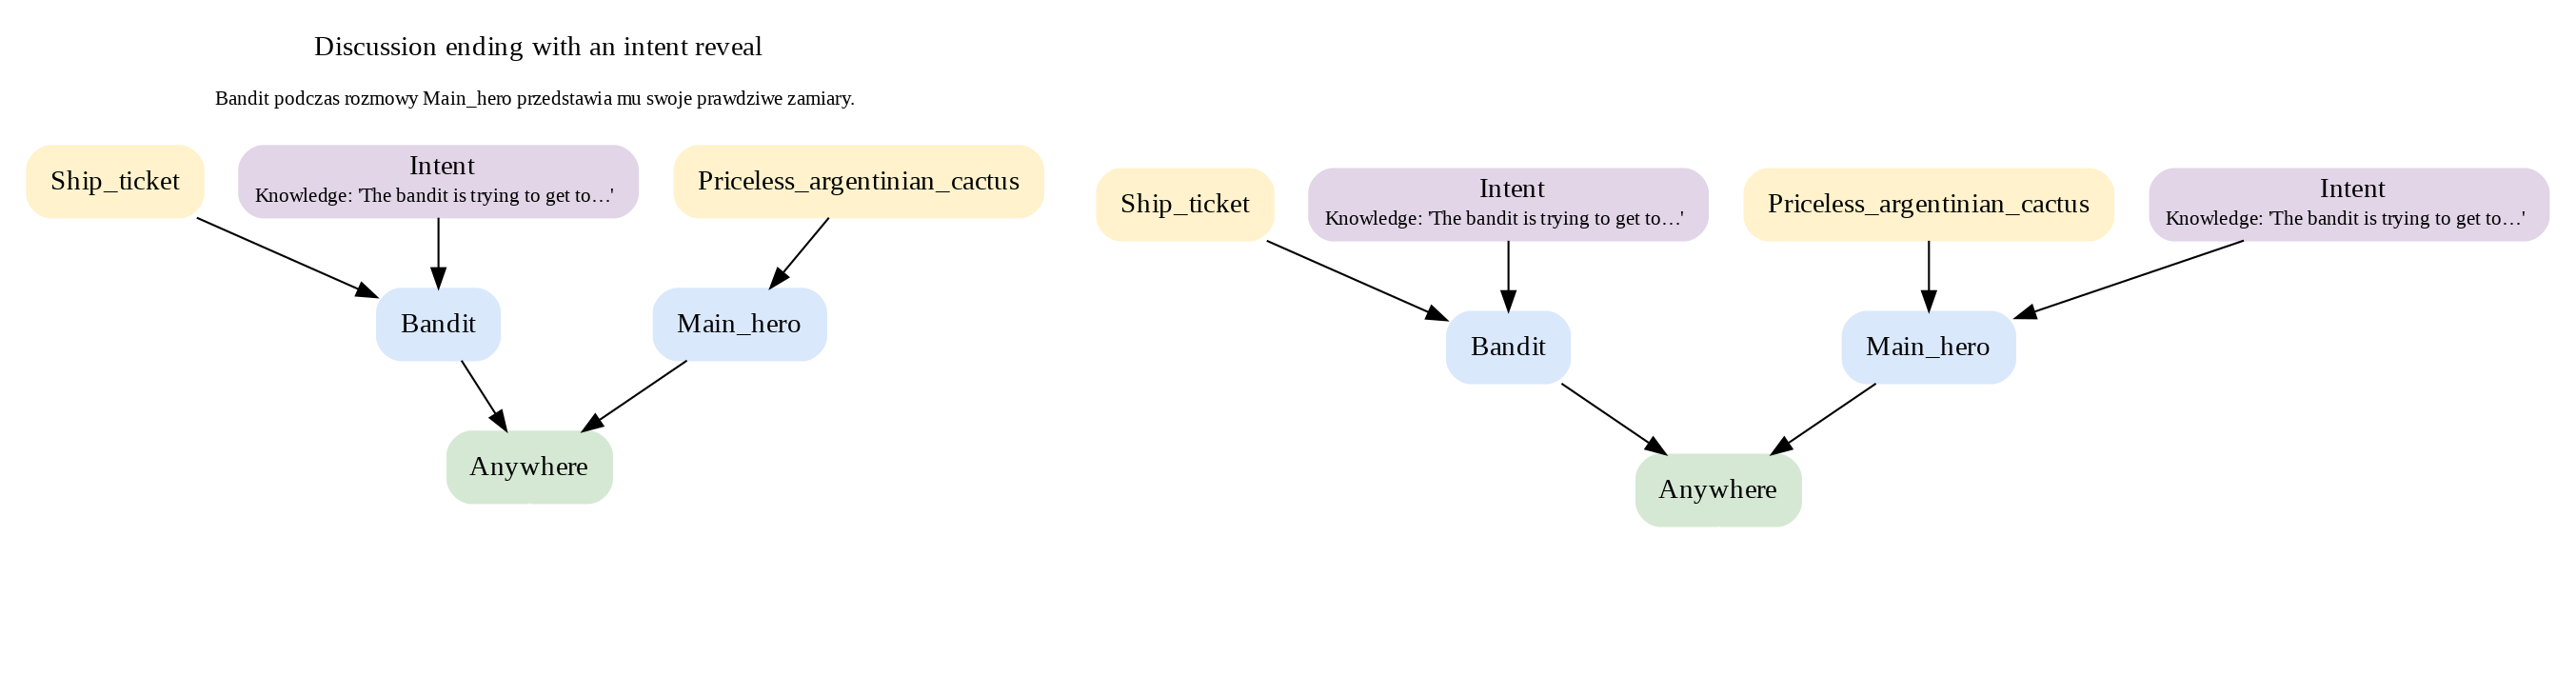 Discussion ending with an intent reveal
Bandit podczas rozmowy Main_hero przedstawia mu swoje prawdziwe zamiary.
Ship_ticket
Intent
Knowledge: 'The bandit is trying to get to…'
Priceless_argentinian_cactus
Bandit
Main_hero
Anywhere
Ship_ticket
Intent
Knowledge: 'The bandit is trying to get to…'
Priceless_argentinian_cactus
Intent
Knowledge: 'The bandit is trying to get to…'
Bandit
Main_hero
Anywhere